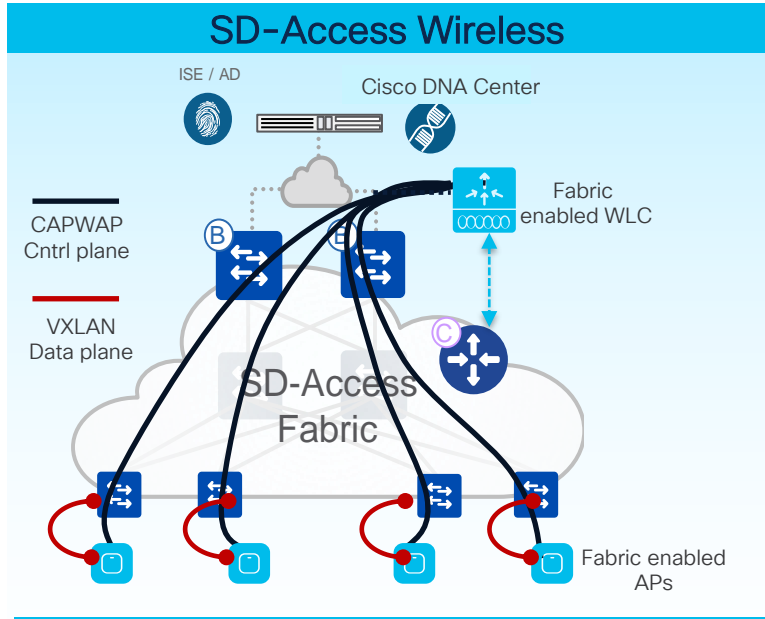 SD-Access Wireless
ISE / AD
Cisco DNA Center
Fabric
enabled WLC
CAPWAP
Cntrl plane
B
B
VXLAN
Data plane
C
SD-Access
Fabric
Fabric enabled
APs